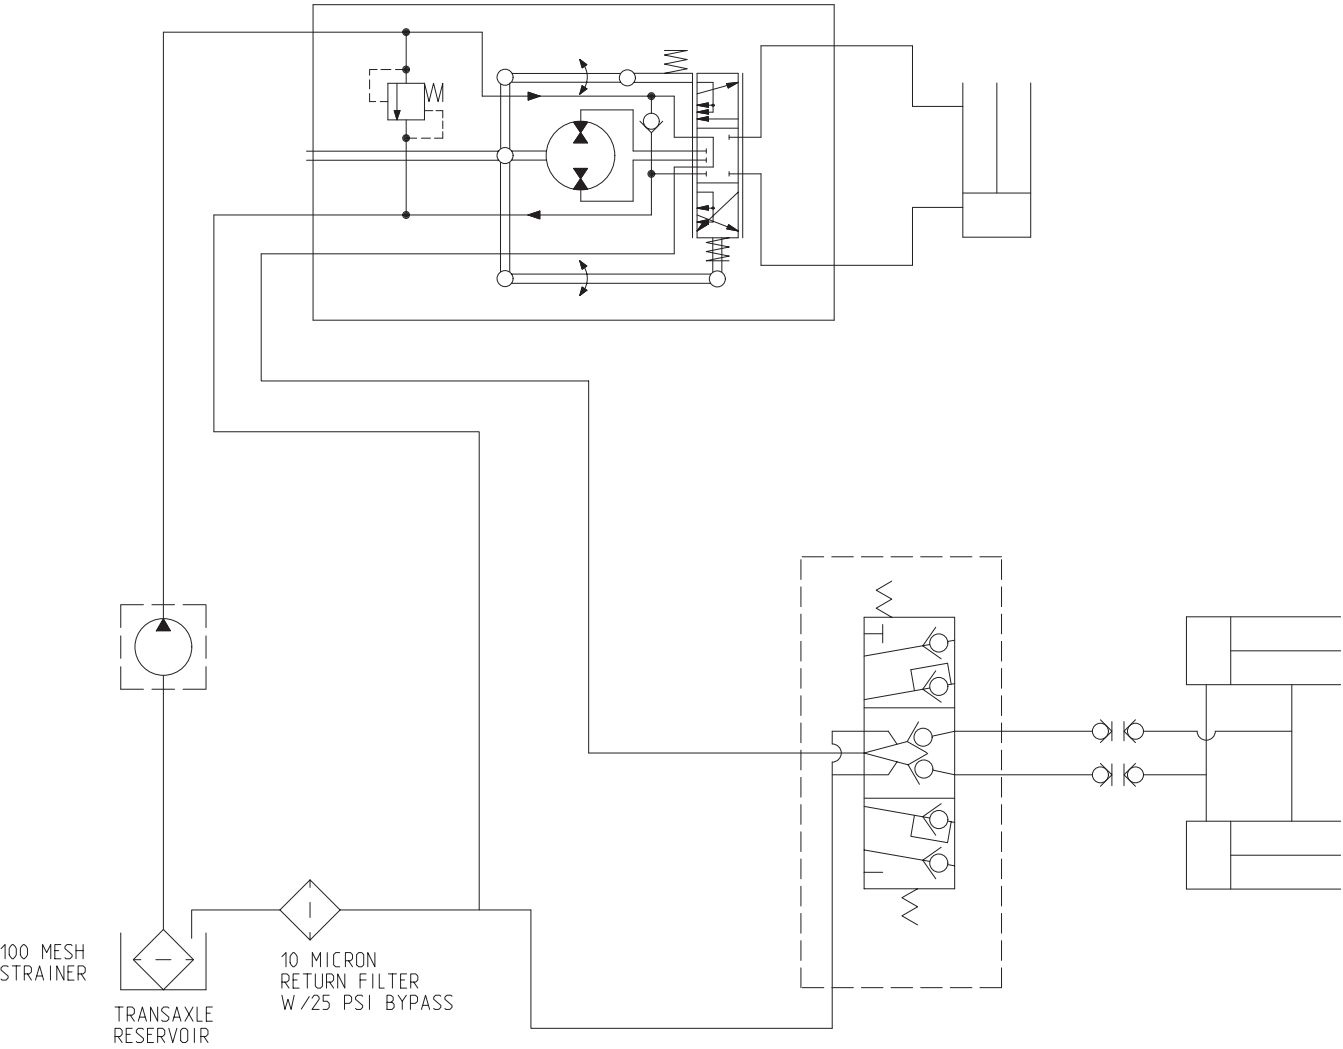 100 MESH
STRAINER
TRANSAXLE
RESERVOIR
10 MICRON
RETURN FILTER
W/25 PSI BYPASS